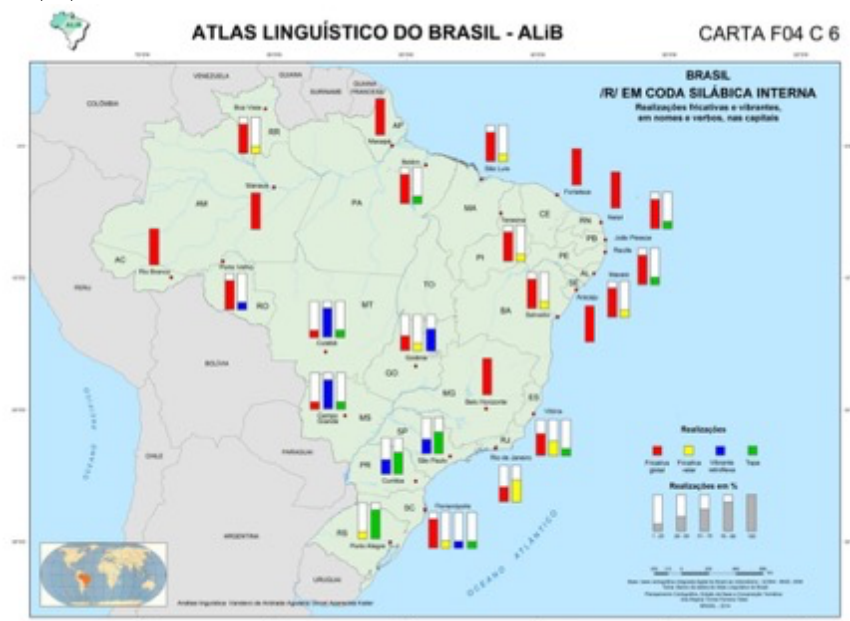 ALiB
ATLAS LINGUÍSTICO DO BRASIL - ALiB
CARTA F04 C 6
BRASIL
/R/ EM CODA SILÁBICA INTERNA
Realizações fricativas e vibrantes,
em nomes e verbos, nas capitais
VENEZUELA
GUIANA
SURINAME
GUIANA
FRANCESA
COLÔMBIA
Boa Vista
RR
AP
Macapá
Belém
São Luís
Fortaleza
Manaus
AM
PA
MA
Teresina
CE
RN
Natal
PB
João Pessoa
Recife
PE
PI
AL
Maceió
SE
Aracaju
AC
Rio Branco
Porto Velho
RO
MT
TO
BA
Salvador
PERU
BOLÍVIA
Cuiabá
Goiânia
GO
MG
Belo Horizonte
ES
Vitória
Campo
Grande
MS
SP
São Paulo
RJ
Rio de Janeiro
PR
Curitiba
SC
Florianópolis
RS
Porto Alegre
PARAGUAI
CHILE
ARGENTINA
URUGUAI
OCEANO PACÍFICO
OCEANO ATLÂNTICO
Realizações
Fricativa
glotal
Fricativa
velar
Vibrante
retroflexa
Tepe
Realizações em %